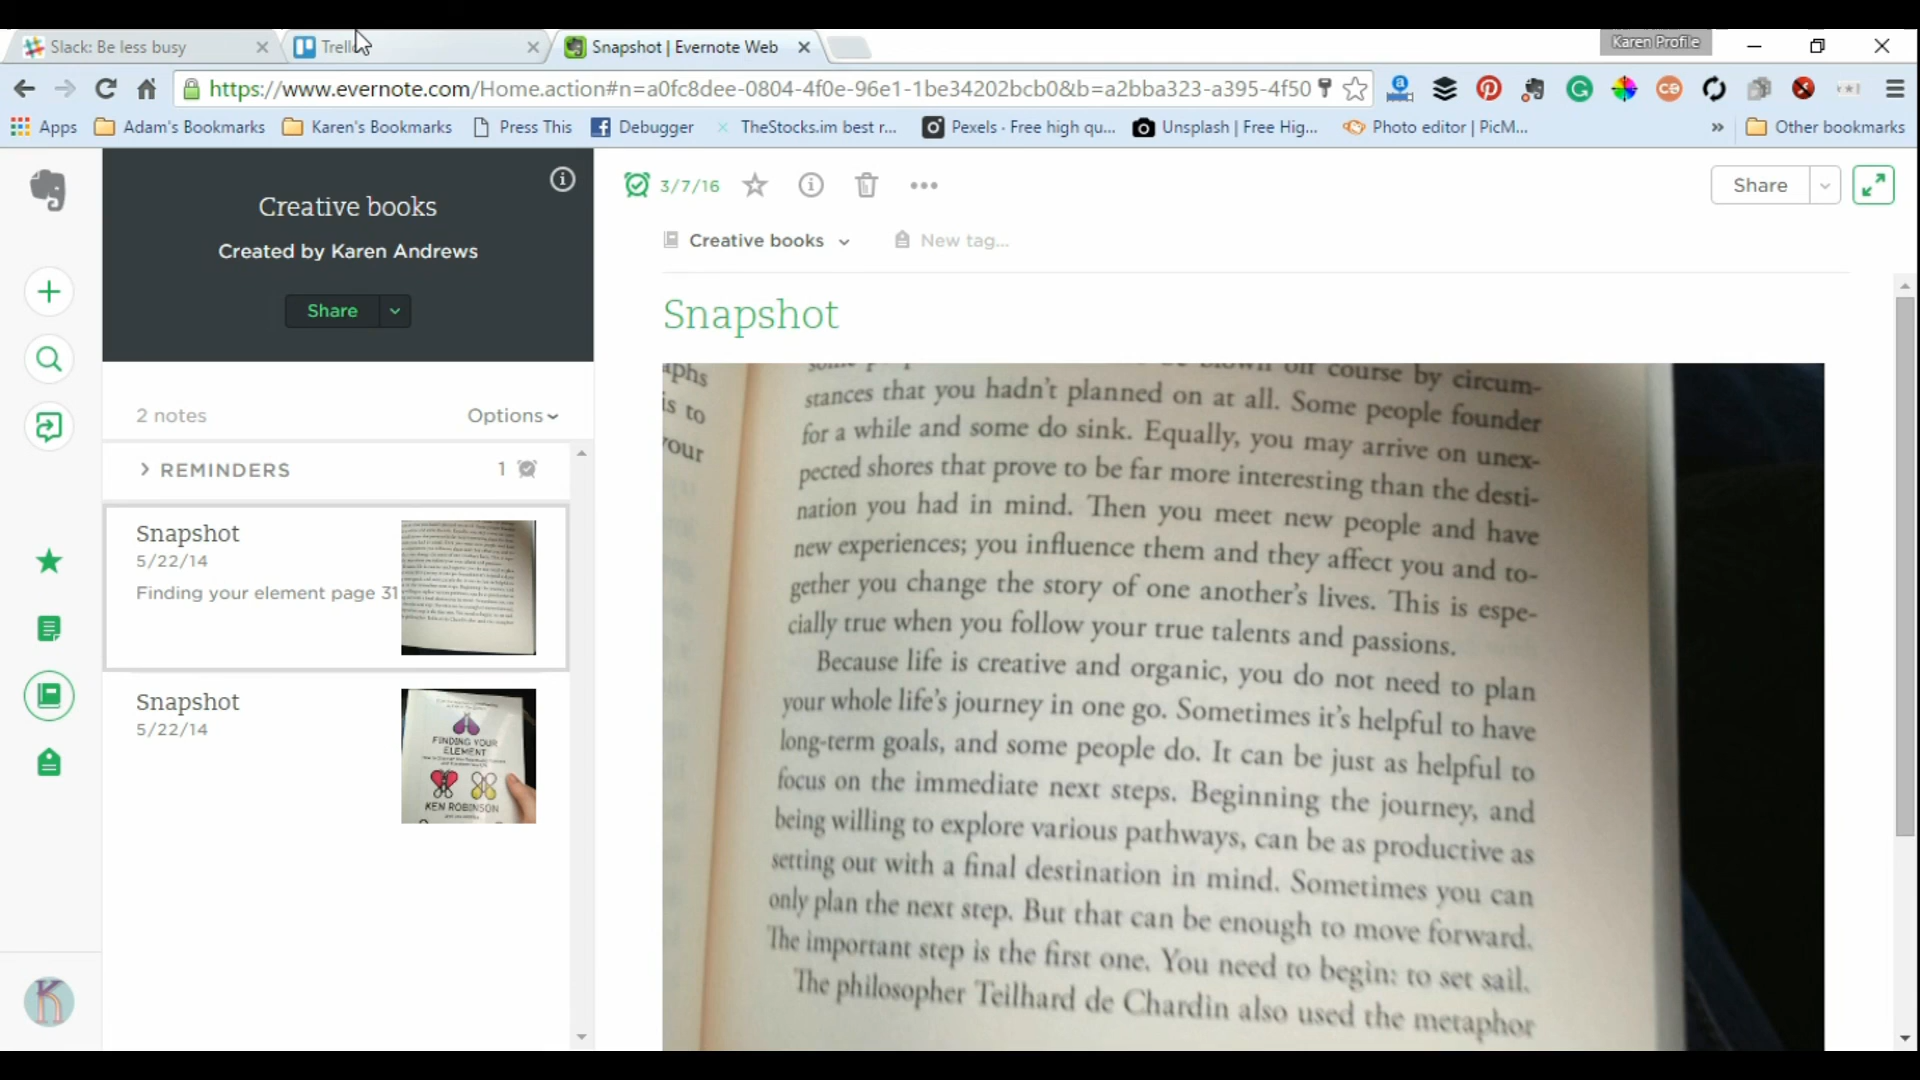 Slack: Be less busy
Trell
Snapshot | Evernote Web
Karen Profile
https://www.evernote.com/Home.action#n=a0fc8dee-0804-4f0e-96e1-1be34202bcb0&b=a2bba323-a395-4f50
Apps
Adam's Bookmarks
Karen's Bookmarks
Press This
Debugger
TheStocks.im best r...
Pexels · Free high qu...
Unsplash | Free Hig...
Photo editor | PicM...
»
Other bookmarks
Creative books
Created by Karen Andrews
Share
2 notes
Options
REMINDERS
1
Snapshot
5/22/14
Finding your element page 31
Snapshot
5/22/14
FINDING YOUR
ELEMENT
KEN ROBINSON
3/7/16
Share
Creative books
New tag...
Snapshot
aphs
is to
your
course by circum-
stances that you hadn't planned on at all. Some people founder
for a while and some do sink. Equally, you may arrive on unex-
pected shores that prove to be far more interesting than the desti-
nation you had in mind. Then you meet new people and have
new experiences; you influence them and they affect you and to-
gether you change the story of one another's lives. This is espe-
cially true when you follow your true talents and passions.
Because life is creative and organic, you do not need to plan
your whole life's journey in one go. Sometimes it's helpful to have
long-term goals, and some people do. It can be just as helpful to
focus on the immediate next steps. Beginning the journey, and
being willing to explore various pathways, can be as productive as
setting out with a final destination in mind. Sometimes you can
only plan the next step. But that can be enough to move forward.
The important step is the first one. You need to begin: to set sail.
The philosopher Teilhard de Chardin also used the metaphor